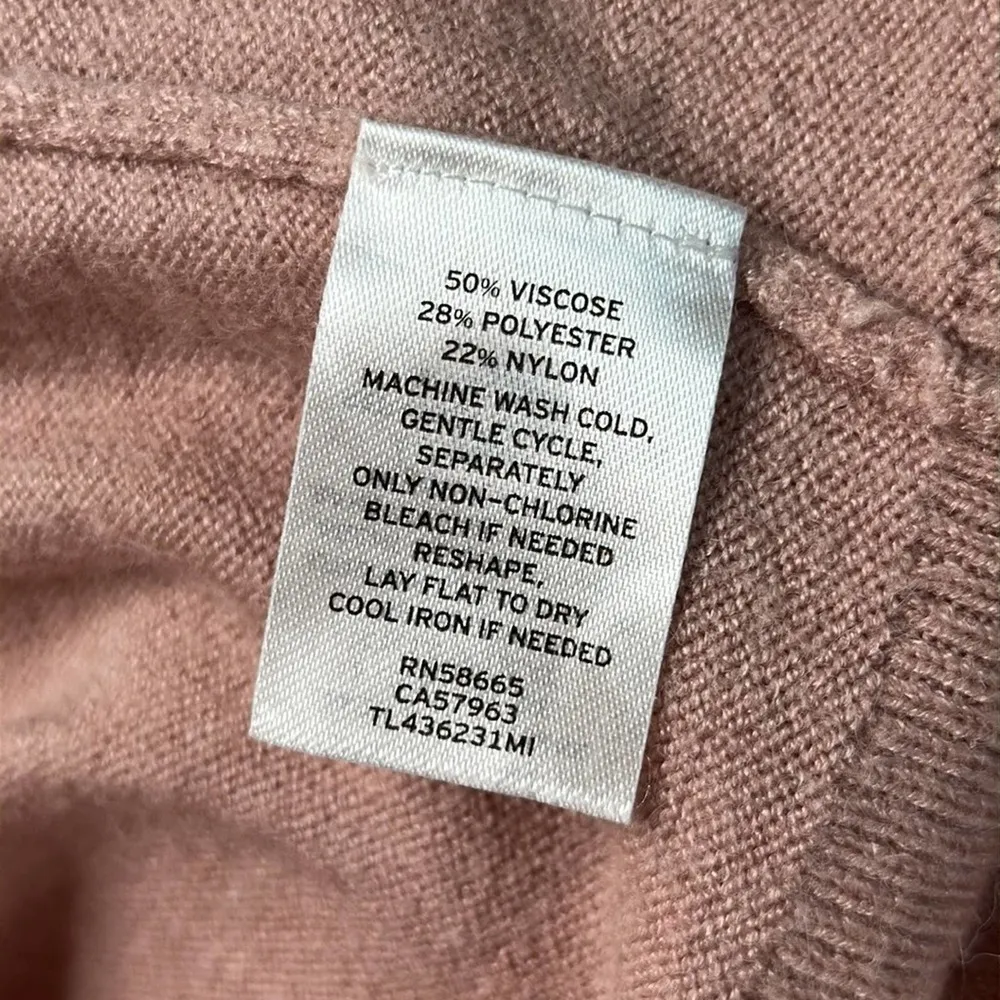 50% VISCOSE
28% POLYESTER
22% NYLON
MACHINE WASH COLD,
GENTLE CYCLE,
SEPARATELY
ONLY NON-CHLORINE
BLEACH IF NEEDED
RESHAPE,
LAY FLAT TO DRY
COOL IRON IF NEEDED
RN58665
CA57963
TL436231MI